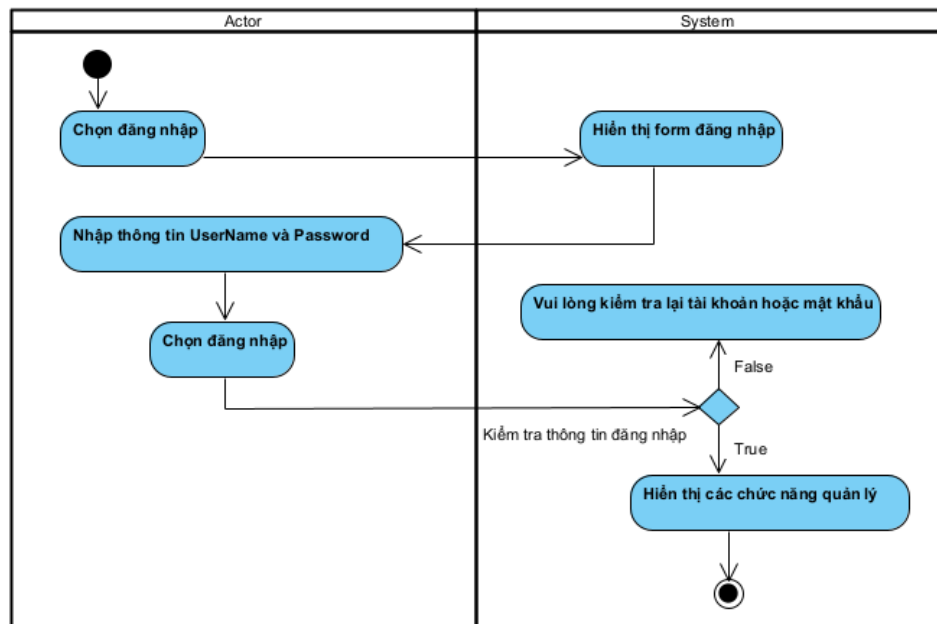 Actor
System
Chọn đăng nhập
Hiển thị form đăng nhập
Nhập thông tin UserName và Password
Vui lòng kiểm tra lại tài khoản hoặc mật khẩu
Chọn đăng nhập
False
Kiểm tra thông tin đăng nhập
True
Hiển thị các chức năng quản lý